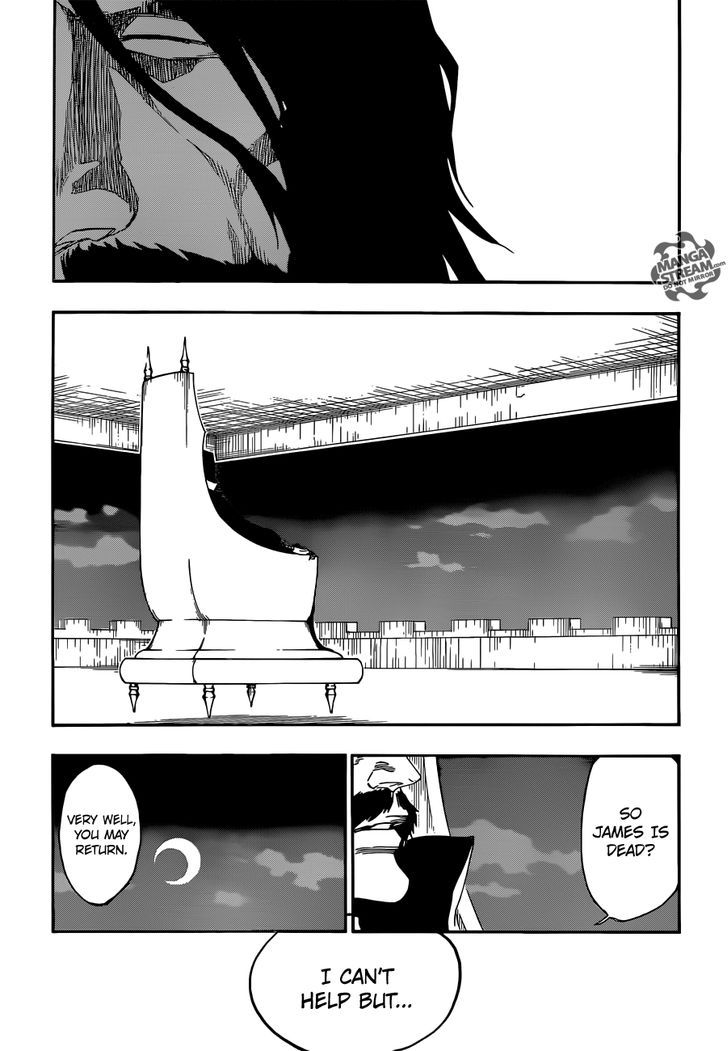 MANGA
STREAM.com
DO NOT MIRROR
SO
JAMES IS
DEAD?
VERY WELL,
YOU MAY
RETURN.
I CAN'T
HELP BUT...